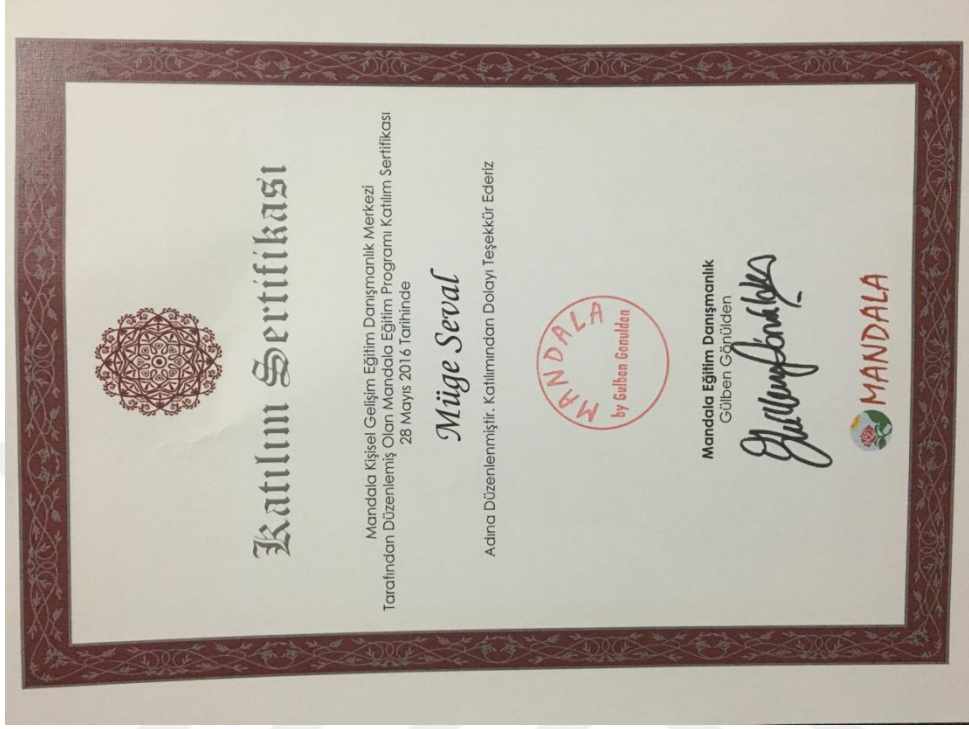 Katılım Sertifikası
Mandala Kişisel Gelişim Eğitim Danışmanlık Merkezi
Tarafından Düzenlemiş Olan Mandala Eğitim Programı Katılım Sertifikası
28 Mayıs 2016 Tarihinde
Müge Seval
Adına Düzenlenmiştir. Katılımından Dolayı Teşekkür Ederiz
MANDALA
by Gulben Gonulden
Mandala Eğitim Danışmanlık
Gülben Gönülden
MANDALA